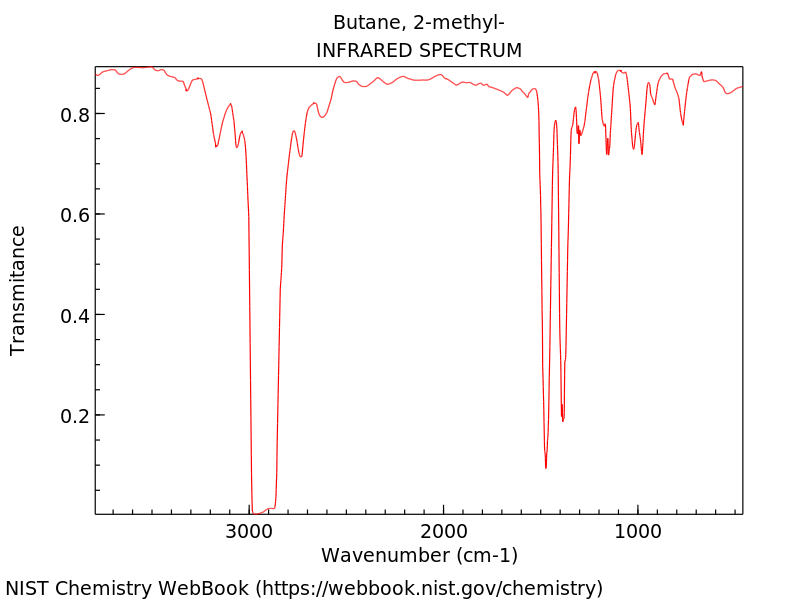 Butane, 2-methyl-
INFRARED SPECTRUM
0.8
0.6
0.4
0.2
Transmitance
3000 2000 1000
Wavenumber (cm-1)
NIST Chemistry WebBook (https://webbook.nist.gov/chemistry)